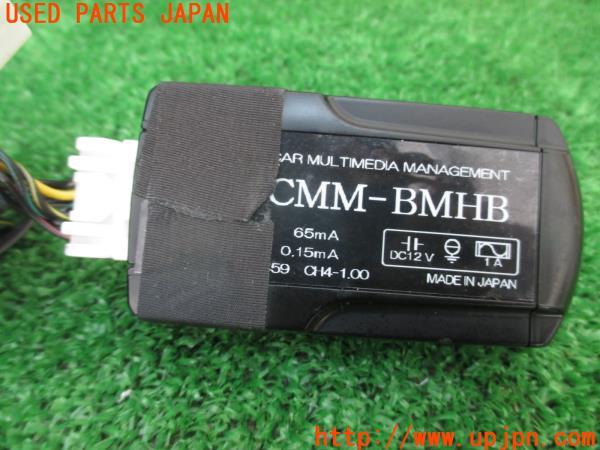 USED PARTS JAPAN
CAR MULTIMEDIA MANAGEMENT
CMM-BMHB
65mA
0.15mA
59 CH4-1.00
DC12V
1A
MADE IN JAPAN
http://www.upjpn.com/